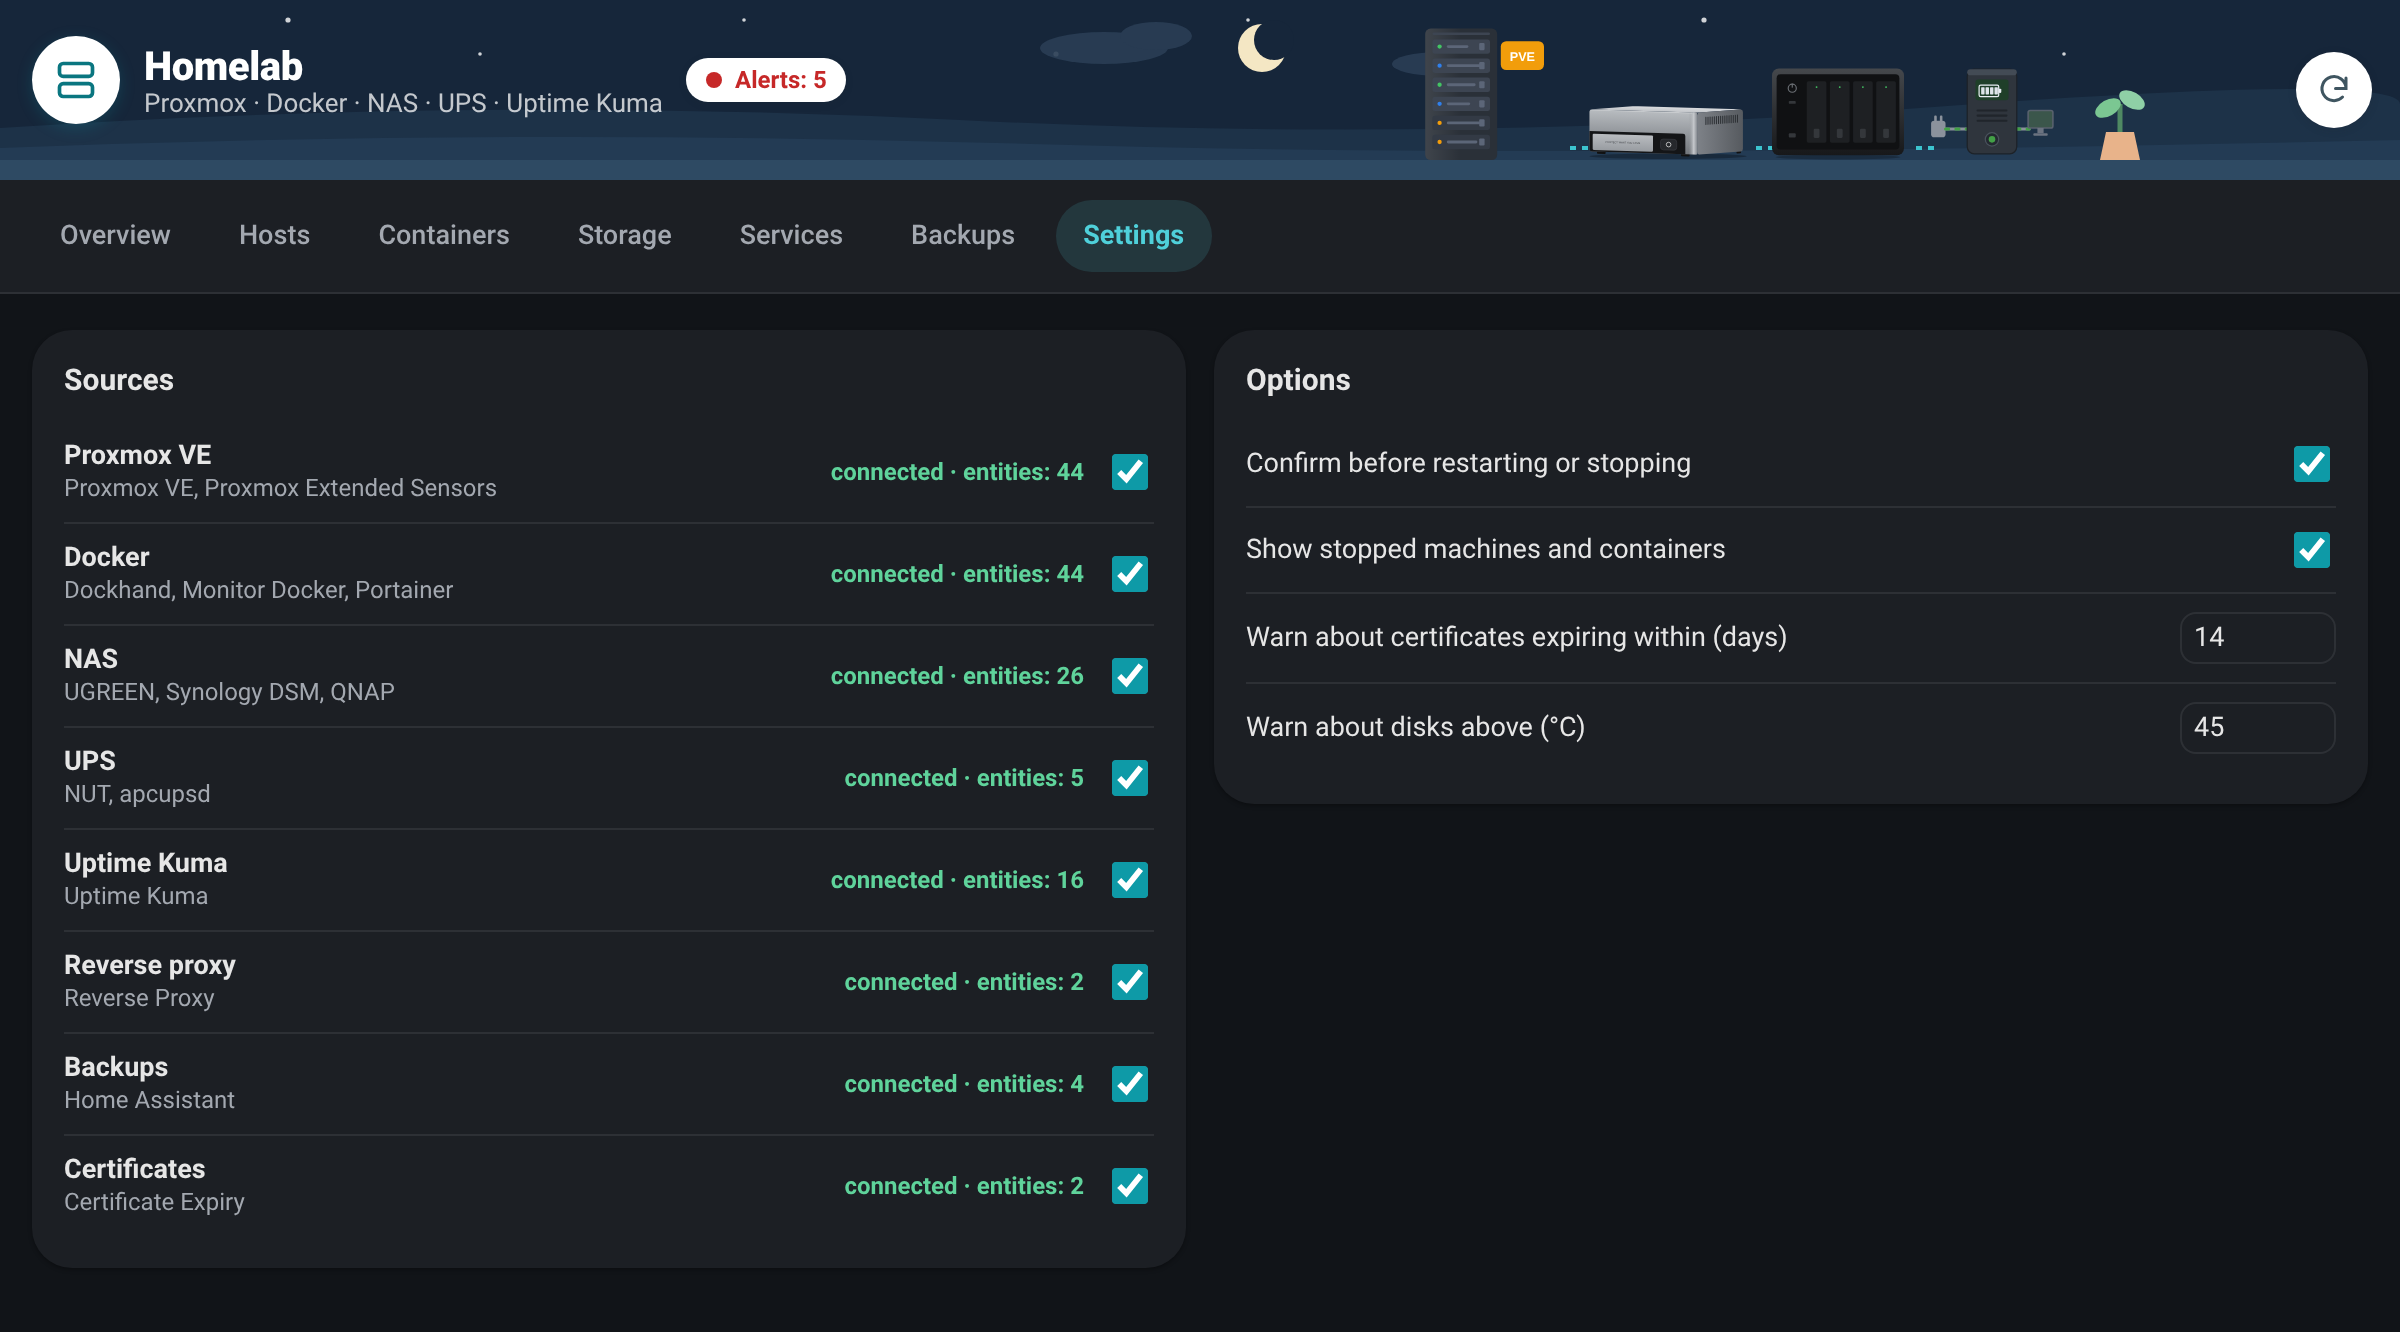 Homelab
Proxmox · Docker · NAS · UPS · Uptime Kuma
Alerts: 5
PVE
Overview
Hosts
Containers
Storage
Services
Backups
Settings
Sources
Proxmox VE
Proxmox VE, Proxmox Extended Sensors
connected · entities: 44
Docker
Dockhand, Monitor Docker, Portainer
connected · entities: 44
NAS
UGREEN, Synology DSM, QNAP
connected · entities: 26
UPS
NUT, apcupsd
connected · entities: 5
Uptime Kuma
Uptime Kuma
connected · entities: 16
Reverse proxy
Reverse Proxy
connected · entities: 2
Backups
Home Assistant
connected · entities: 4
Certificates
Certificate Expiry
connected · entities: 2
Options
Confirm before restarting or stopping
Show stopped machines and containers
Warn about certificates expiring within (days)
14
Warn about disks above (°C)
45